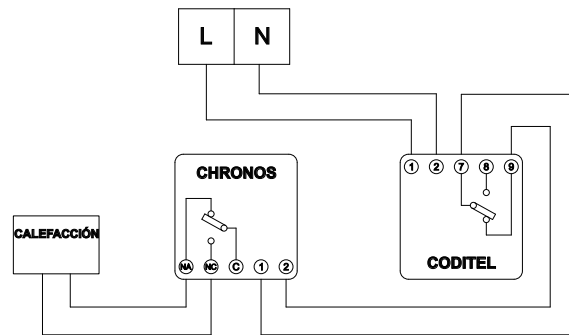 L N
1 2 7 8 9
CHRONOS
CALEFACCIÓN
CODITEL
NA NC C 1 2